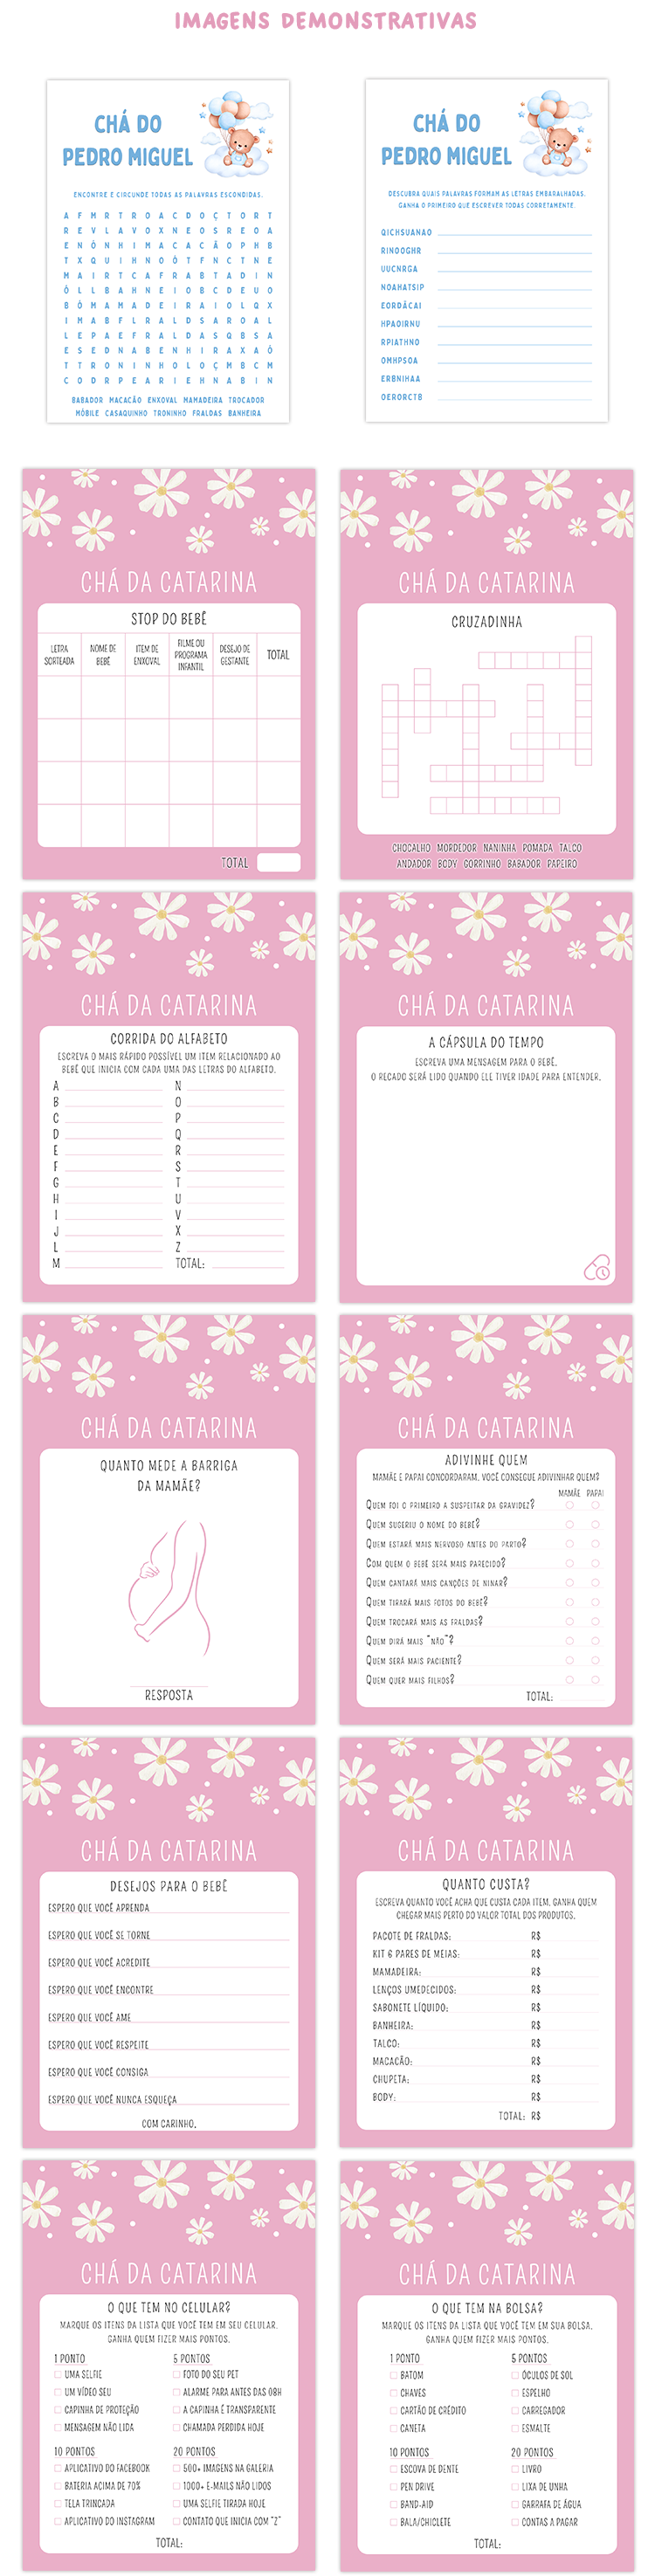 IMAGENS DEMONSTRATIVAS
CHÁ DO
PEDRO MIGUEL
ENCONTRE E CIRCUNDE TODAS AS PALAVRAS ESCONDIDAS.
A F M R T R O A C D O Ç T O R T
R E V L A V O X N E O S R E O A
E N Ô N H I M A C A C Ã O P H B
T X Q U I H N O Ô T F N C T N E
M A I R T C A F R A B T A D I N
Ô L L B A H N E I O B C D E U O
B Ô M A M A D E I R A I O L Q X
I M A B F L R A L D S A R O A L
L E P A E F R A L D A S Q B S A
E S E D N A B E N H I R A X A Ô
T T R O N I N H O L O Ç M B C M
C O D R P E A R I E H N A B I N
BABADOR MACACÃO ENXOVAL MAMADEIRA TROCADOR
MÓBILE CASAQUINHO TRONINHO FRALDAS BANHEIRA
CHÁ DO
PEDRO MIGUEL
DESCUBRA QUAIS PALAVRAS FORMAM AS LETRAS EMBARALHADAS.
GANHA O PRIMEIRO QUE ESCREVER TODAS CORRETAMENTE.
QICHSUANAO
RINOOGHR
UUCNRGA
NOAHATSIP
EORDÁCAI
HPAOIRNU
RPIATHNO
OMHPSOA
ERBNIHAA
OERORCTB
CHÁ DA CATARINA
STOP DO BEBÊ
LETRA SORTEADA
NOME DE BEBÊ
ITEM DE ENXOVAL
FILME OU PROGRAMA INFANTIL
DESEJO DE GESTANTE
TOTAL
TOTAL
CHÁ DA CATARINA
CRUZADINHA
CHOCALHO MORDEDOR NANINHA POMADA TALCO
ANDADOR BODY GORRINHO BABADOR PAPEIRO
CHÁ DA CATARINA
CORRIDA DO ALFABETO
ESCREVA O MAIS RÁPIDO POSSÍVEL UM ITEM RELACIONADO AO
BEBÊ QUE INICIA COM CADA UMA DAS LETRAS DO ALFABETO.
A N
B O
C P
D Q
E R
F S
G T
H U
I V
J X
L Z
M TOTAL:
CHÁ DA CATARINA
A CÁPSULA DO TEMPO
ESCREVA UMA MENSAGEM PARA O BEBÊ.
O RECADO SERÁ LIDO QUANDO ELE TIVER IDADE PARA ENTENDER.
CHÁ DA CATARINA
QUANTO MEDE A BARRIGA
DA MAMÃE?
RESPOSTA
CHÁ DA CATARINA
ADIVINHE QUEM
MAMÃE E PAPAI CONCORDARAM, VOCÊ CONSEGUE ADIVINHAR QUEM?
MAMÃE PAPAI
QUEM FOI O PRIMEIRO A SUSPEITAR DA GRAVIDEZ?
QUEM SUGERIU O NOME DO BEBÊ?
QUEM ESTARÁ MAIS NERVOSO ANTES DO PARTO?
COM QUEM O BEBÊ SERÁ MAIS PARECIDO?
QUEM CANTARÁ MAIS CANÇÕES DE NINAR?
QUEM TIRARÁ MAIS FOTOS DO BEBÊ?
QUEM TROCARÁ MAIS AS FRALDAS?
QUEM DIRÁ MAIS "NÃO"?
QUEM SERÁ MAIS PACIENTE?
QUEM QUER MAIS FILHOS?
TOTAL:
CHÁ DA CATARINA
DESEJOS PARA O BEBÊ
ESPERO QUE VOCÊ APRENDA
ESPERO QUE VOCÊ SE TORNE
ESPERO QUE VOCÊ ACREDITE
ESPERO QUE VOCÊ ENCONTRE
ESPERO QUE VOCÊ AME
ESPERO QUE VOCÊ RESPEITE
ESPERO QUE VOCÊ CONSIGA
ESPERO QUE VOCÊ NUNCA ESQUEÇA
COM CARINHO,
CHÁ DA CATARINA
QUANTO CU$TA?
ESCREVA QUANTO VOCÊ ACHA QUE CUSTA CADA ITEM, GANHA QUEM
CHEGAR MAIS PERTO DO VALOR TOTAL DOS PRODUTOS.
PACOTE DE FRALDAS: R$
KIT 6 PARES DE MEIAS: R$
MAMADEIRA: R$
LENÇOS UMEDECIDOS: R$
SABONETE LÍQUIDO: R$
BANHEIRA: R$
TALCO: R$
MACACÃO: R$
CHUPETA: R$
BODY: R$
TOTAL: R$
CHÁ DA CATARINA
O QUE TEM NO CELULAR?
MARQUE OS ITENS DA LISTA QUE VOCÊ TEM EM SEU CELULAR.
GANHA QUEM FIZER MAIS PONTOS.
1 PONTO
UMA SELFIE
UM VÍDEO SEU
CAPINHA DE PROTEÇÃO
MENSAGEM NÃO LIDA
5 PONTOS
FOTO DO SEU PET
ALARME PARA ANTES DAS 08H
A CAPINHA É TRANSPARENTE
CHAMADA PERDIDA HOJE
10 PONTOS
APLICATIVO DO FACEBOOK
BATERIA ACIMA DE 70%
TELA TRINCADA
APLICATIVO DO INSTAGRAM
20 PONTOS
500+ IMAGENS NA GALERIA
1000+ E-MAILS NÃO LIDOS
UMA SELFIE TIRADA HOJE
CONTATO QUE INICIA COM "Z"
TOTAL:
CHÁ DA CATARINA
O QUE TEM NA BOLSA?
MARQUE OS ITENS DA LISTA QUE VOCÊ TEM EM SUA BOLSA.
GANHA QUEM FIZER MAIS PONTOS.
1 PONTO
BATOM
CHAVES
CARTÃO DE CRÉDITO
CANETA
5 PONTOS
ÓCULOS DE SOL
ESPELHO
CARREGADOR
ESMALTE
10 PONTOS
ESCOVA DE DENTE
PEN DRIVE
BAND-AID
BALA/CHICLETE
20 PONTOS
LIVRO
LIXA DE UNHA
GARRAFA DE ÁGUA
CONTAS A PAGAR
TOTAL: